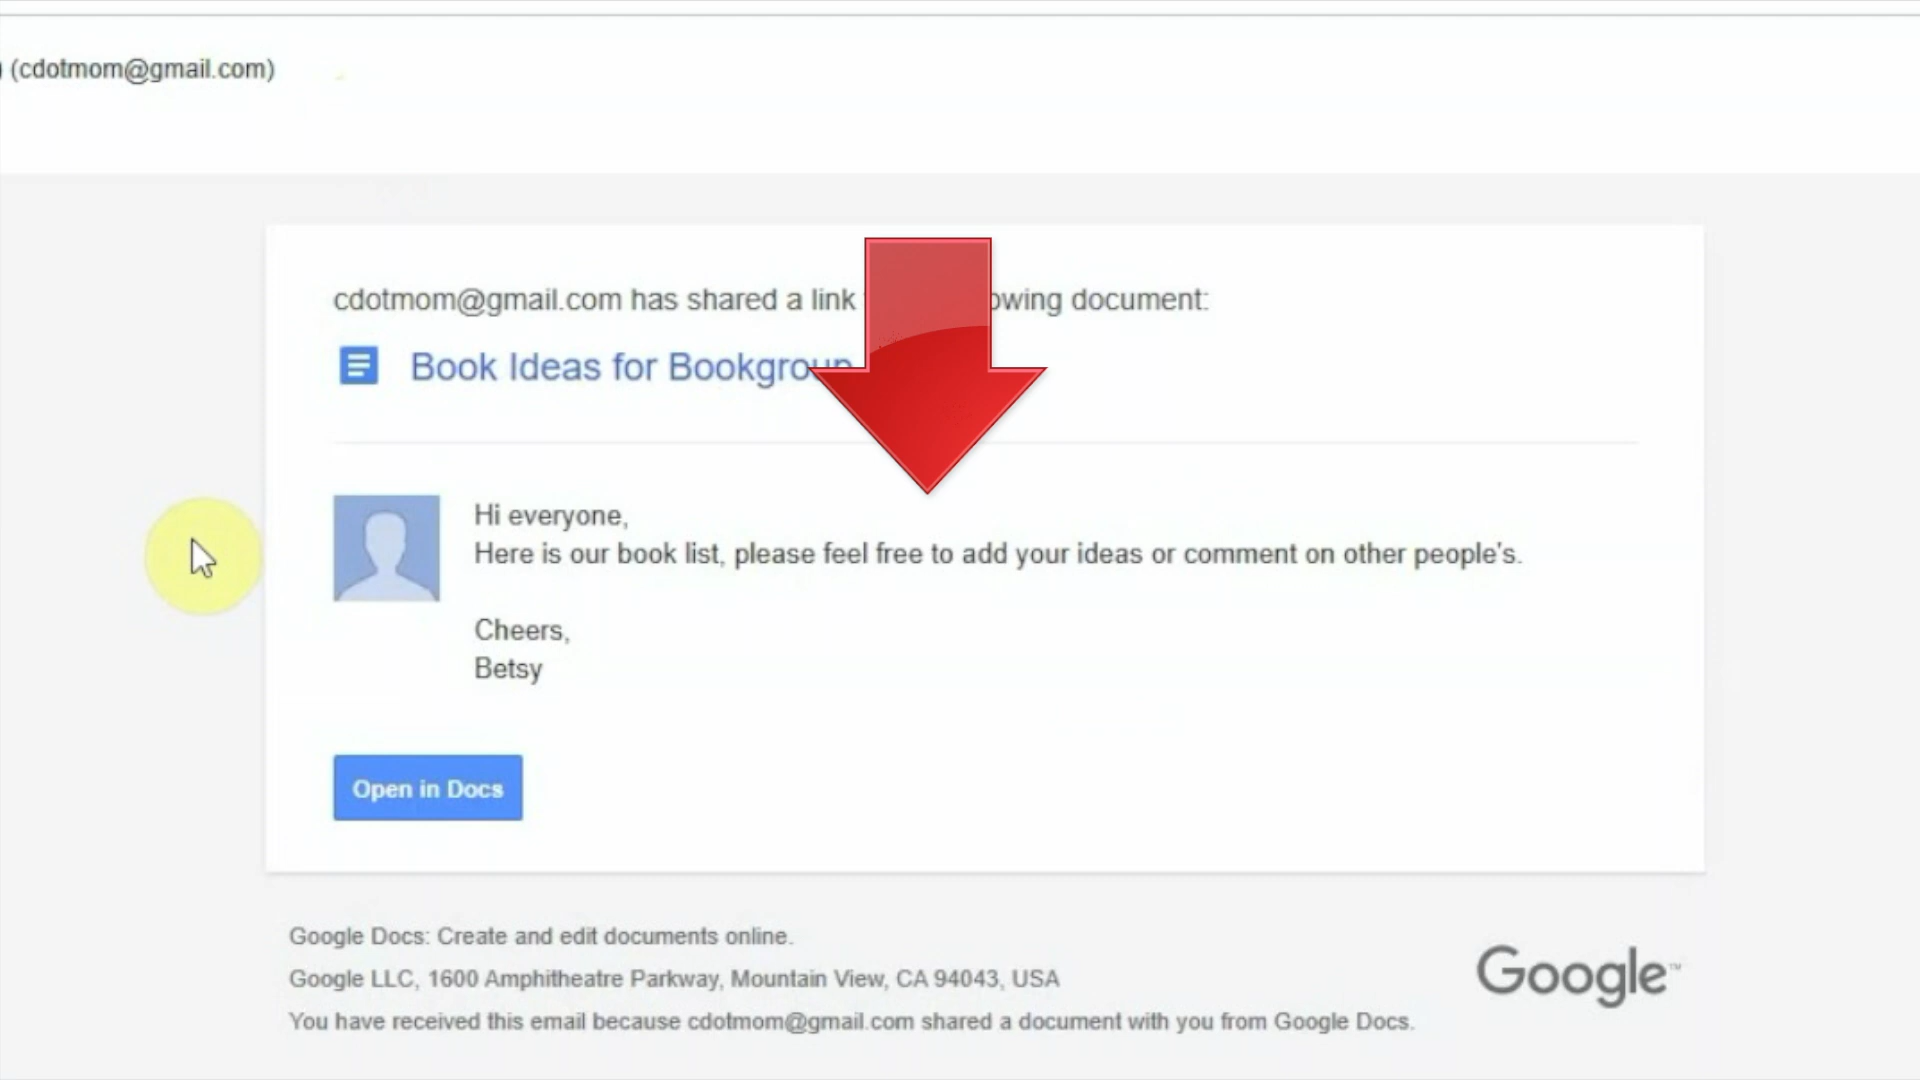 (cdotmom@gmail.com)
cdotmom@gmail.com has shared a link owing document:
Book Ideas for Bookgroup
Hi everyone,
Here is our book list, please feel free to add your ideas or comment on other people's.
Cheers,
Betsy
Open in Docs
Google Docs: Create and edit documents online.
Google LLC, 1600 Amphitheatre Parkway, Mountain View, CA 94043, USA
You have received this email because cdotmom@gmail.com shared a document with you from Google Docs.
Google™